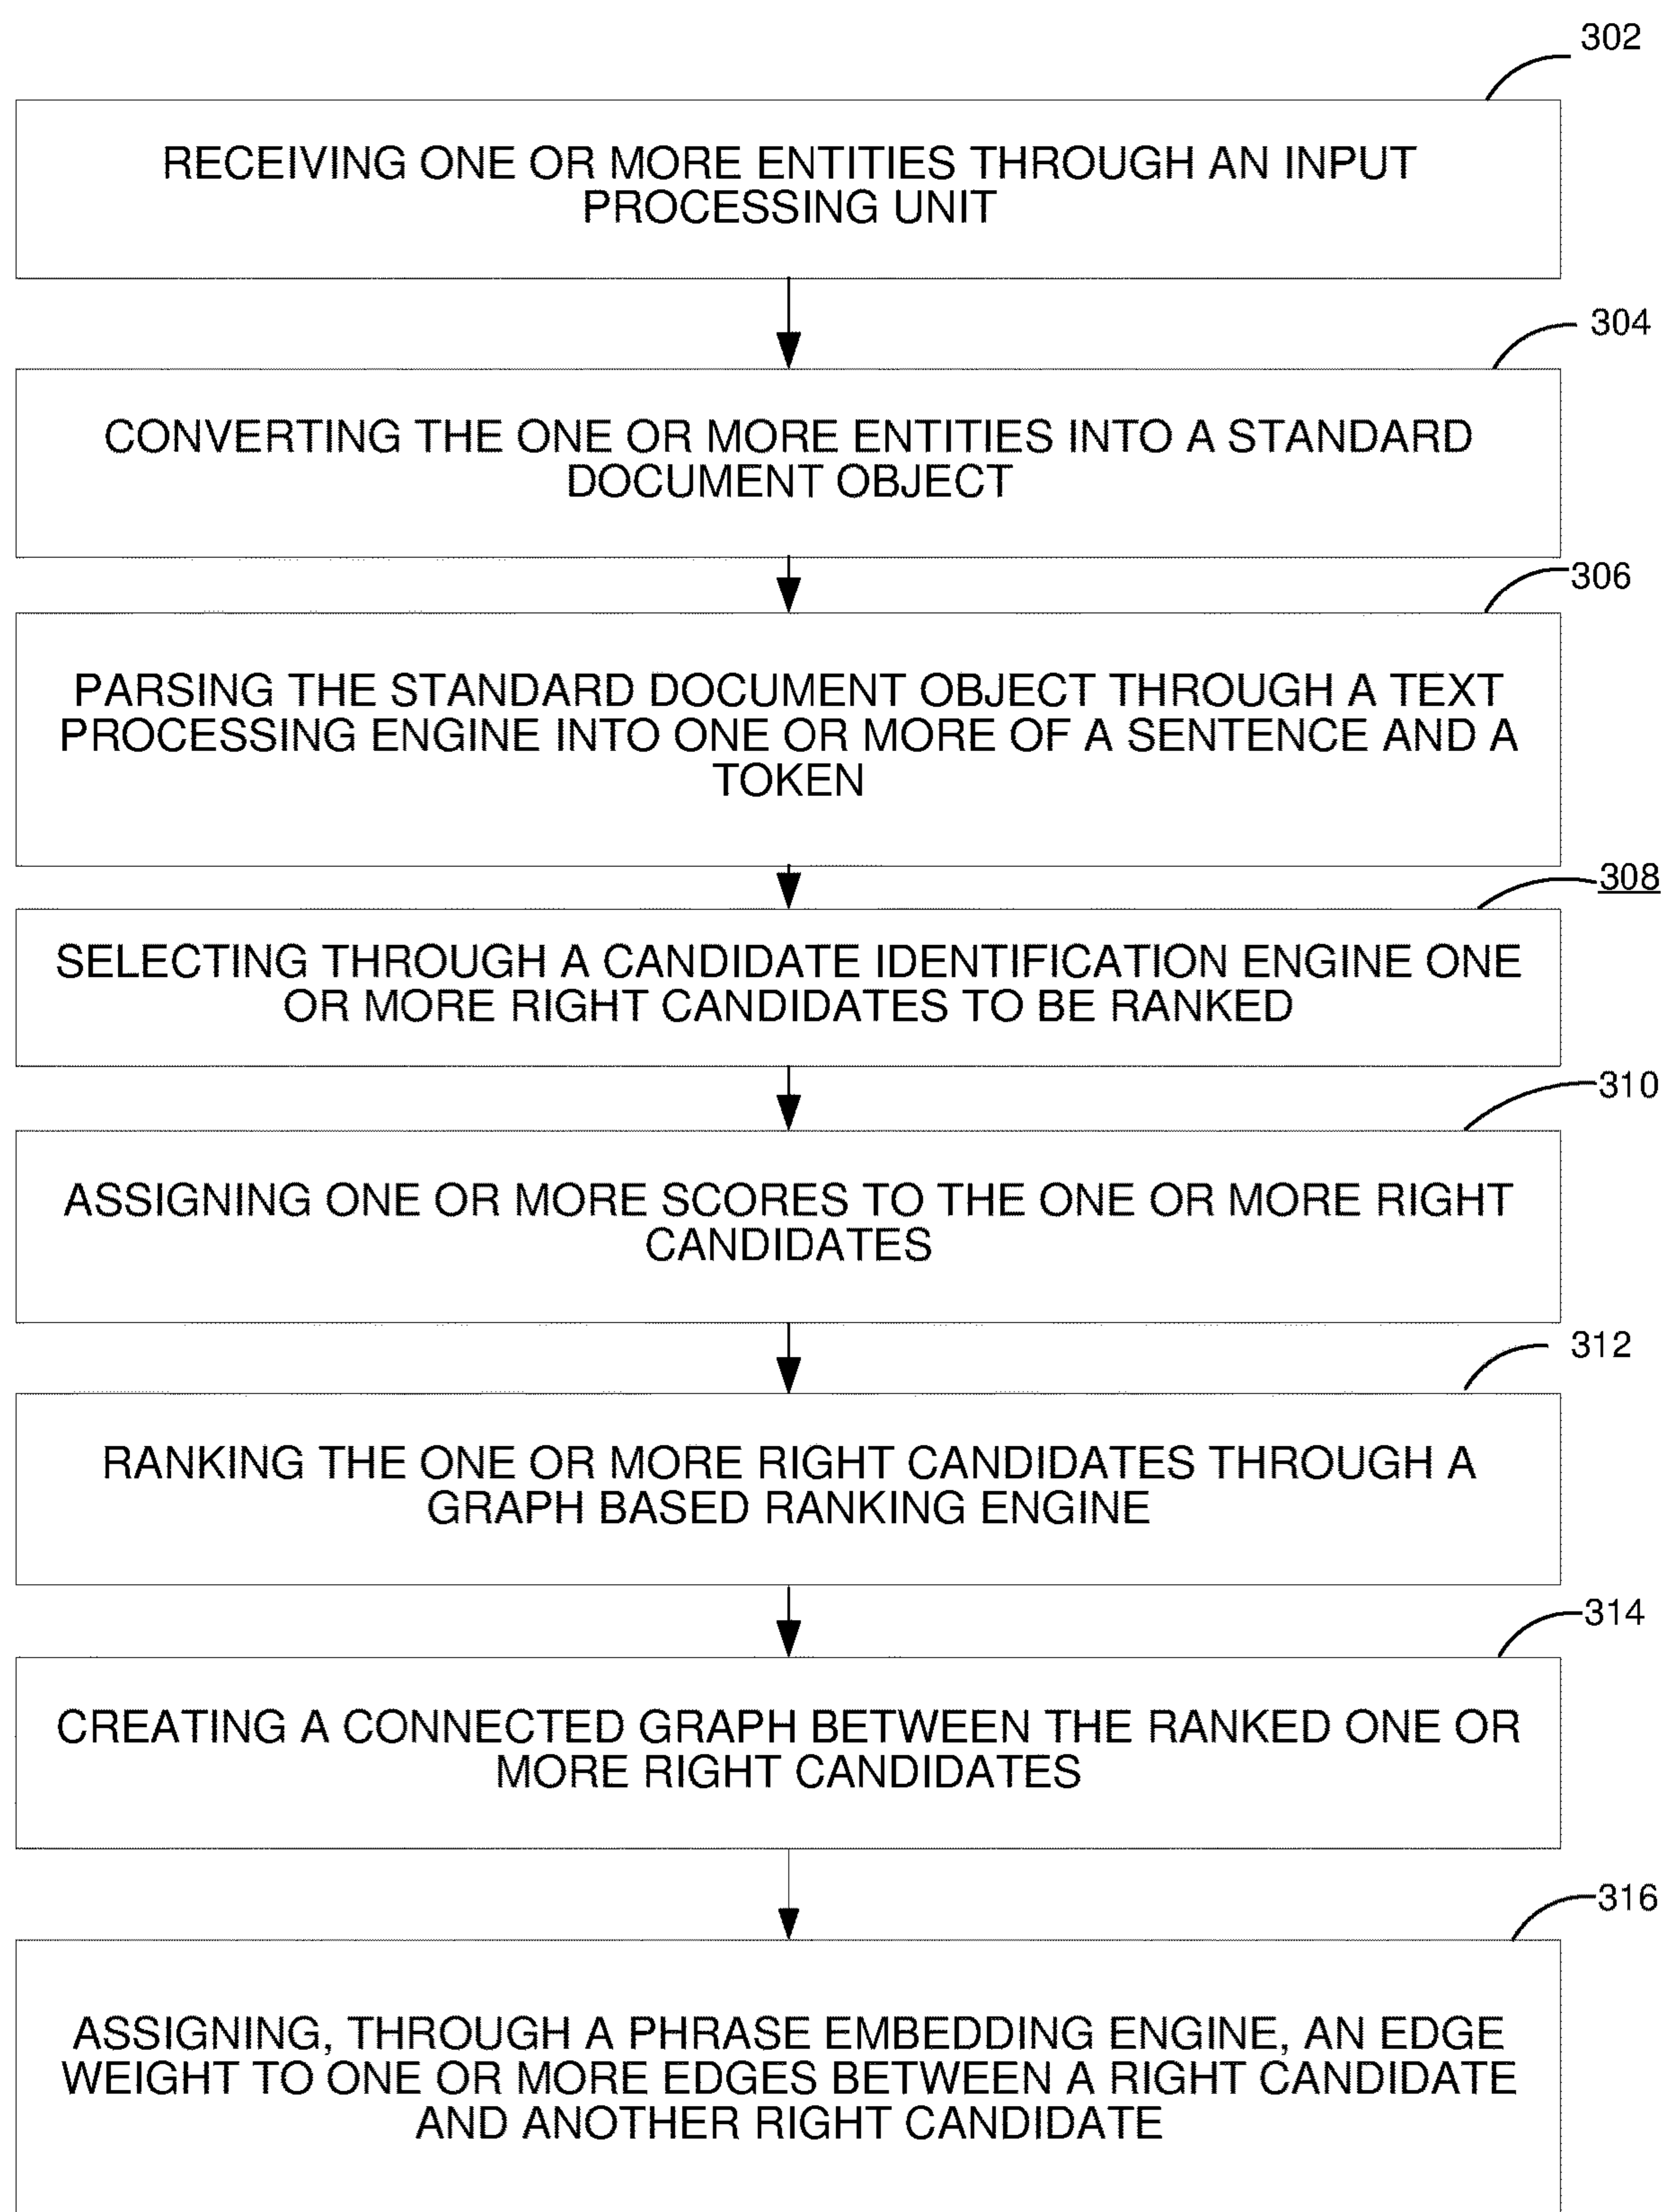 302
RECEIVING ONE OR MORE ENTITIES THROUGH AN INPUT
PROCESSING UNIT
304
CONVERTING THE ONE OR MORE ENTITIES INTO A STANDARD
DOCUMENT OBJECT
306
PARSING THE STANDARD DOCUMENT OBJECT THROUGH A TEXT
PROCESSING ENGINE INTO ONE OR MORE OF A SENTENCE AND A
TOKEN
308
SELECTING THROUGH A CANDIDATE IDENTIFICATION ENGINE ONE
OR MORE RIGHT CANDIDATES TO BE RANKED
310
ASSIGNING ONE OR MORE SCORES TO THE ONE OR MORE RIGHT
CANDIDATES
312
RANKING THE ONE OR MORE RIGHT CANDIDATES THROUGH A
GRAPH BASED RANKING ENGINE
314
CREATING A CONNECTED GRAPH BETWEEN THE RANKED ONE OR
MORE RIGHT CANDIDATES
316
ASSIGNING, THROUGH A PHRASE EMBEDDING ENGINE, AN EDGE
WEIGHT TO ONE OR MORE EDGES BETWEEN A RIGHT CANDIDATE
AND ANOTHER RIGHT CANDIDATE